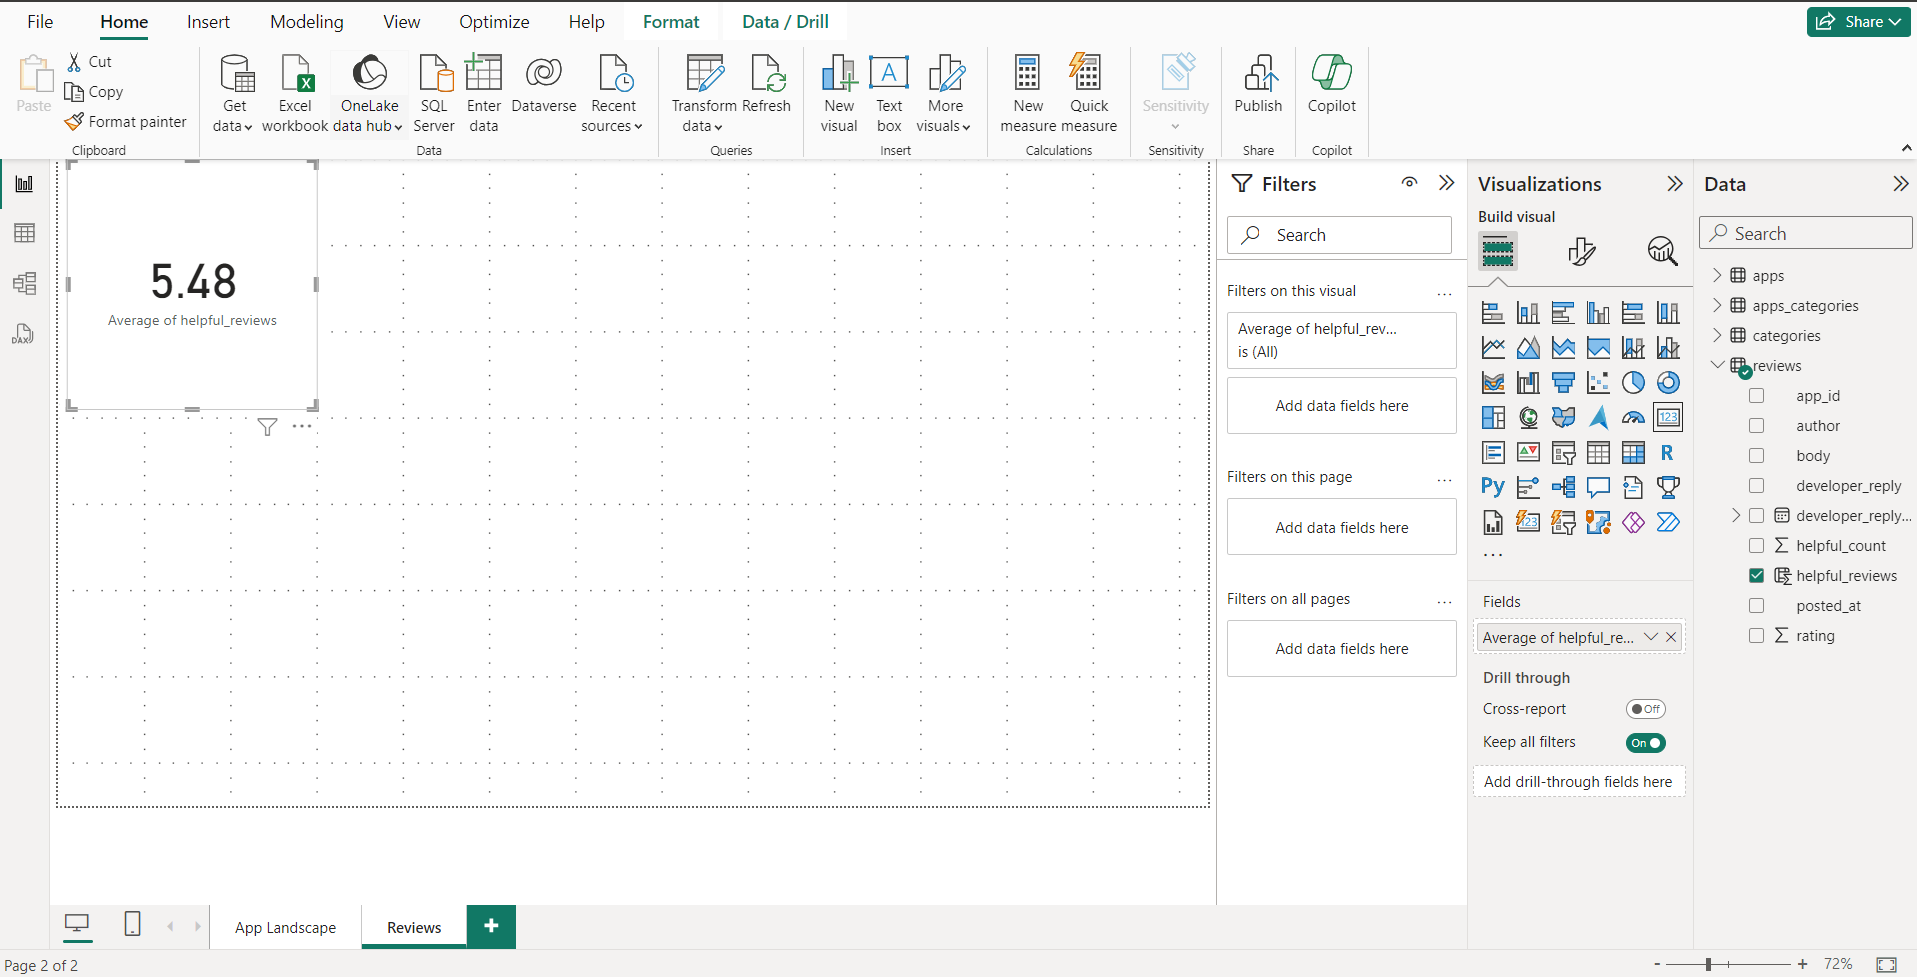 File Home Insert Modeling View Optimize Help Format Data / Drill Share
Paste
Cut
Copy
Format painter
Clipboard
Get data
Excel workbook
OneLake data hub
SQL Server
Enter data
Dataverse
Recent sources
Data
Transform data
Refresh
Queries
New visual
Text box
More visuals
Insert
New measure
Quick measure
Calculations
Sensitivity
Sensitivity
Publish
Share
Copilot
Copilot
5.48
Average of helpful_reviews
Filters
Search
Filters on this visual
Average of helpful_rev...
is (All)
Add data fields here
Filters on this page
Add data fields here
Filters on all pages
Add data fields here
Visualizations
Build visual
123
R
Py
123
Fields
Average of helpful_re...
Drill through
Cross-report Off
Keep all filters On
Add drill-through fields here
Data
Search
apps
apps_categories
categories
reviews
app_id
author
body
developer_reply
developer_reply...
helpful_count
helpful_reviews
posted_at
rating
DAX
App Landscape Reviews +
Page 2 of 2
- + 72%